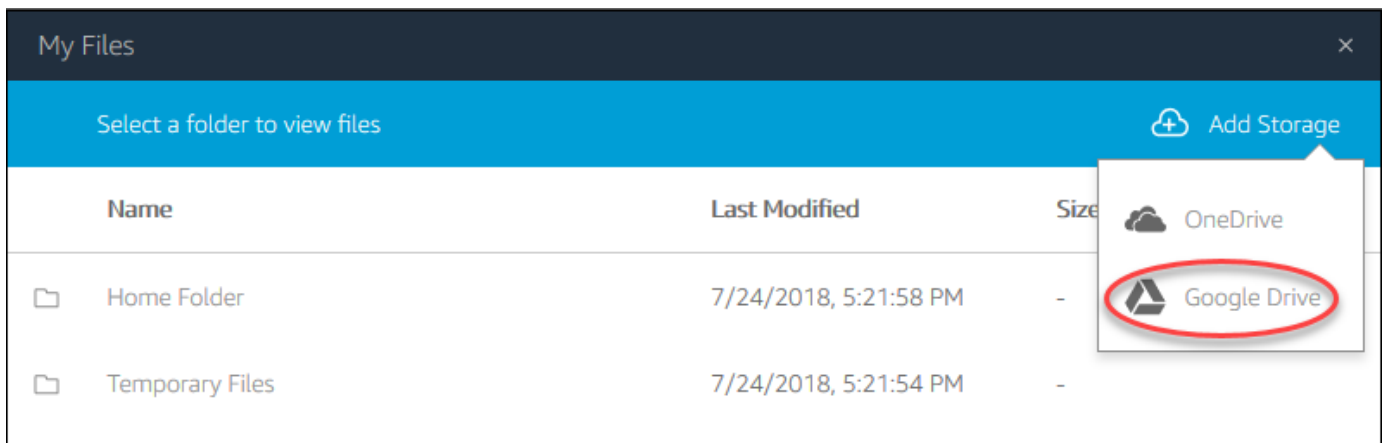 My Files ×
Select a folder to view files Add Storage
Name Last Modified Size
OneDrive
Home Folder 7/24/2018, 5:21:58 PM -
Google Drive
Temporary Files 7/24/2018, 5:21:54 PM -